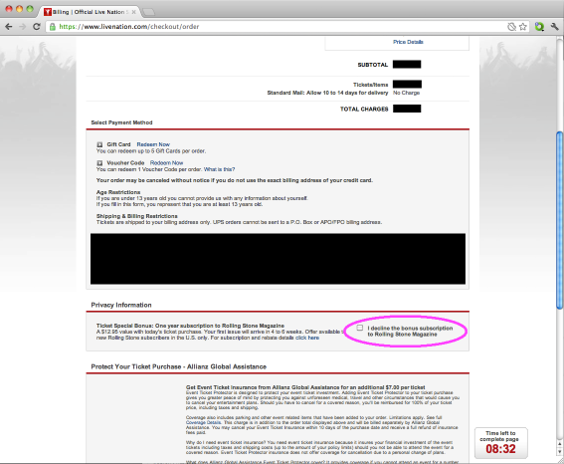 Billing | Official Live Nation S
https://www.livenation.com/checkout/order
Price Details
SUBTOTAL
Tickets/Items
Standard Mail: Allow 10 to 14 days for delivery No Charge
TOTAL CHARGES
Select Payment Method
Gift Card Redeem Now
You can redeem up to 5 Gift Cards per order.
Voucher Code Redeem Now
You can redeem 1 Voucher Code per order. What is this?
Your order may be canceled without notice if you do not use the exact billing address of your credit card.
Age Restrictions
If you are under 13 years old you cannot provide us with any information about yourself.
If you fill in this form, you represent that you are at least 13 years old.
Shipping & Billing Restrictions
Tickets are shipped to your billing address only. UPS orders cannot be sent to a P.O. Box or APO/FPO billing address.
Privacy Information
Ticket Special Bonus: One year subscription to Rolling Stone Magazine
A $12.95 value with today's ticket purchase. Your first issue will arrive in 4 to 6 weeks. Offer available
new Rolling Stone subscribers in the U.S. only. For subscription and rebate details click here
I decline the bonus subscription
to Rolling Stone Magazine
Protect Your Ticket Purchase - Allianz Global Assistance
Get Event Ticket Insurance from Allianz Global Assistance for an additional $7.00 per ticket
Event Ticket Protector is designed to protect your event ticket investment. Adding Event Ticket Protector to your ticket purchase
gives you greater peace of mind by protecting you against unforeseen medical, travel and other circumstances that would cause you
to cancel your entertainment plans. Should you have to cancel for a covered reason, you'll be reimbursed for 100% of your ticket
price, including taxes and shipping.
Coverage also includes parking and other event related items that have been added to your order. Limitations apply. See full
Coverage Details. This charge is in addition to the order total displayed above and will be billed separately by Allianz Global
Assistance. You may cancel your Event Ticket Insurance within 10 days of the purchase date and receive a full refund of insurance
fees paid.
Why do I need event ticket insurance? You need event ticket insurance because it insures your financial investment of the event
tickets including taxes and shipping costs (up to the amount of your policy limits) should you not be able to attend the event for a
covered reason. Event Ticket Protector insurance does not offer coverage for cancellation due to a personal change of plans.
What does Allianz Global Assistance Event Ticket Protector cover? It provides coverage if you cannot attend an event for a number
Time left to
complete page
08:32